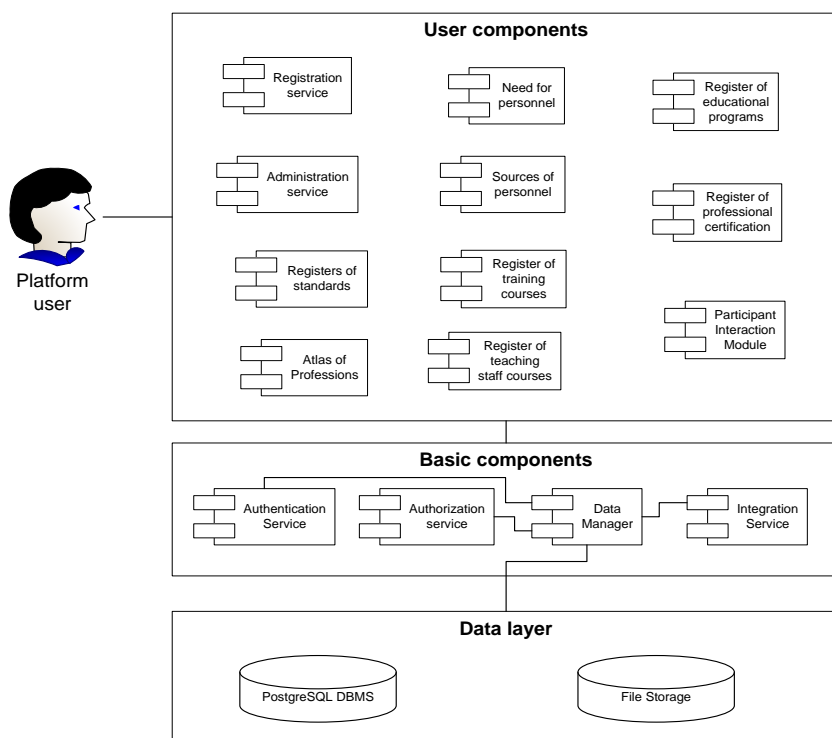 User components
Registration
service
Need for
personnel
Register of
educational
programs
Administration
service
Sources of
personnel
Register of
professional
certification
Platform
user
Registers of
standards
Register of
training
courses
Participant
Interaction
Module
Atlas of
Professions
Register of
teaching
staff courses
Basic components
Authentication
Service
Authorization
service
Data
Manager
Integration
Service
Data layer
PostgreSQL DBMS
File Storage